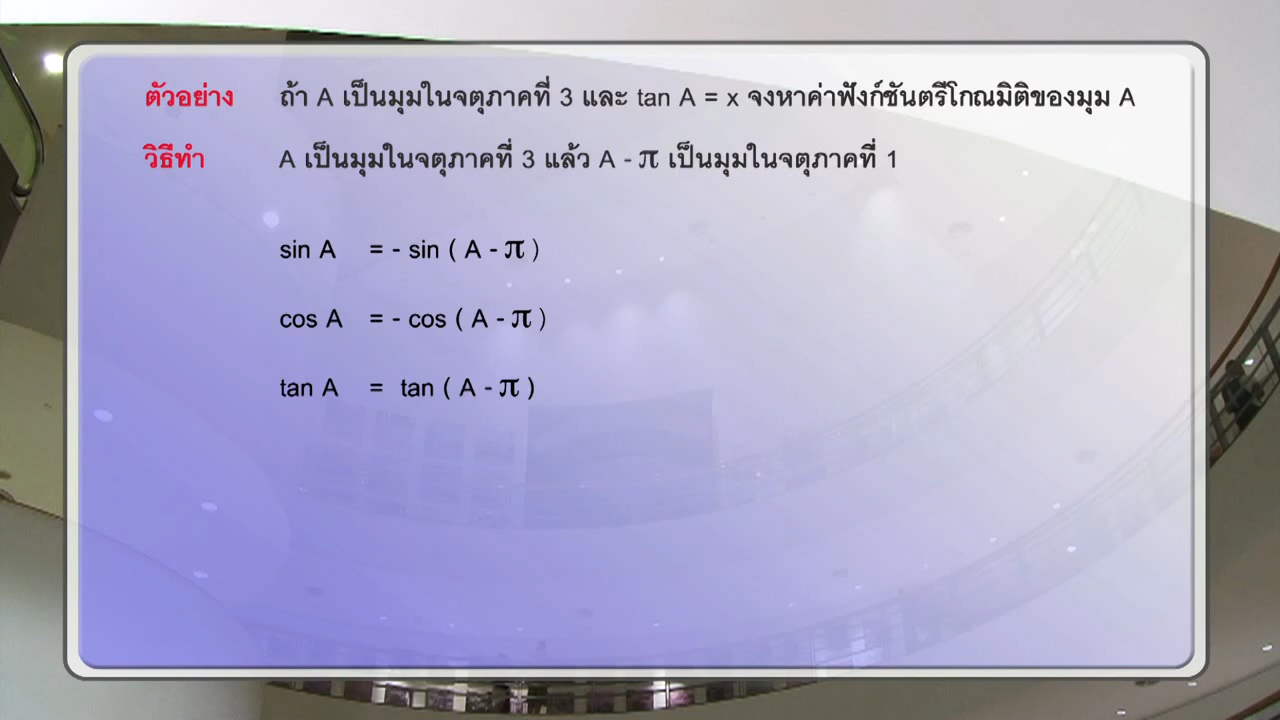 ตัวอย่าง ถ้า A เป็นมุมในจตุภาคที่ 3 และ tan A = x จงหาค่าฟังก์ชันตรีโกณมิติของมุม A
วิธีทำ A เป็นมุมในจตุภาคที่ 3 แล้ว A - π เป็นมุมในจตุภาคที่ 1
sin A = - sin ( A - π )
cos A = - cos ( A - π )
tan A = tan ( A - π )